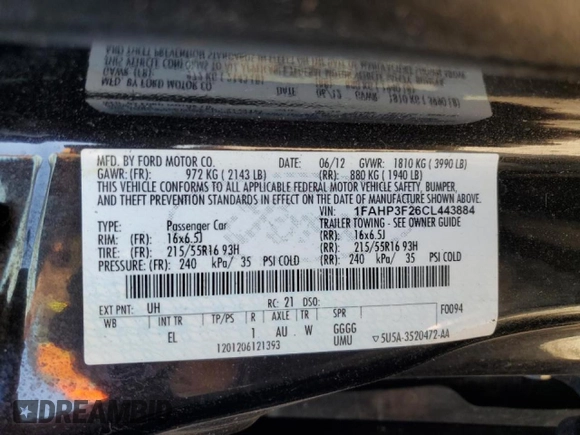 MFD. BY FORD MOTOR CO. DATE: 06/12 GVWR: 1810 KG ( 3990 LB)
GAWR: (FR): 972 KG ( 2143 LB) (RR): 880 KG ( 1940 LB)
THIS VEHICLE CONFORMS TO ALL APPLICABLE FEDERAL MOTOR VEHICLE SAFETY, BUMPER,
AND THEFT PREVENTION STANDARDS IN EFFECT ON THE DATE OF MANUFACTURE SHOWN ABOVE.
VIN: 1FAHP3F26CL443884
TYPE: Passenger Car TRAILER TOWING - SEE OWNER GUIDE
RIM: (FR): 16x6.5J (RR): 16x6.5J
TIRE: (FR): 215/55R16 93H (RR): 215/55R16 93H
PRESSURE: (FR): 240 kPa/ 35 PSI COLD (RR): 240 kPa/ 35 PSI COLD
EXT PNT: UH RC: 21 DSO: F0094
WB INT TR TP/PS R AXLE TR SPR
EL 1 AU W GGGG
1201206121393 UMU 5U5A-3520472-AA
DREAMBID